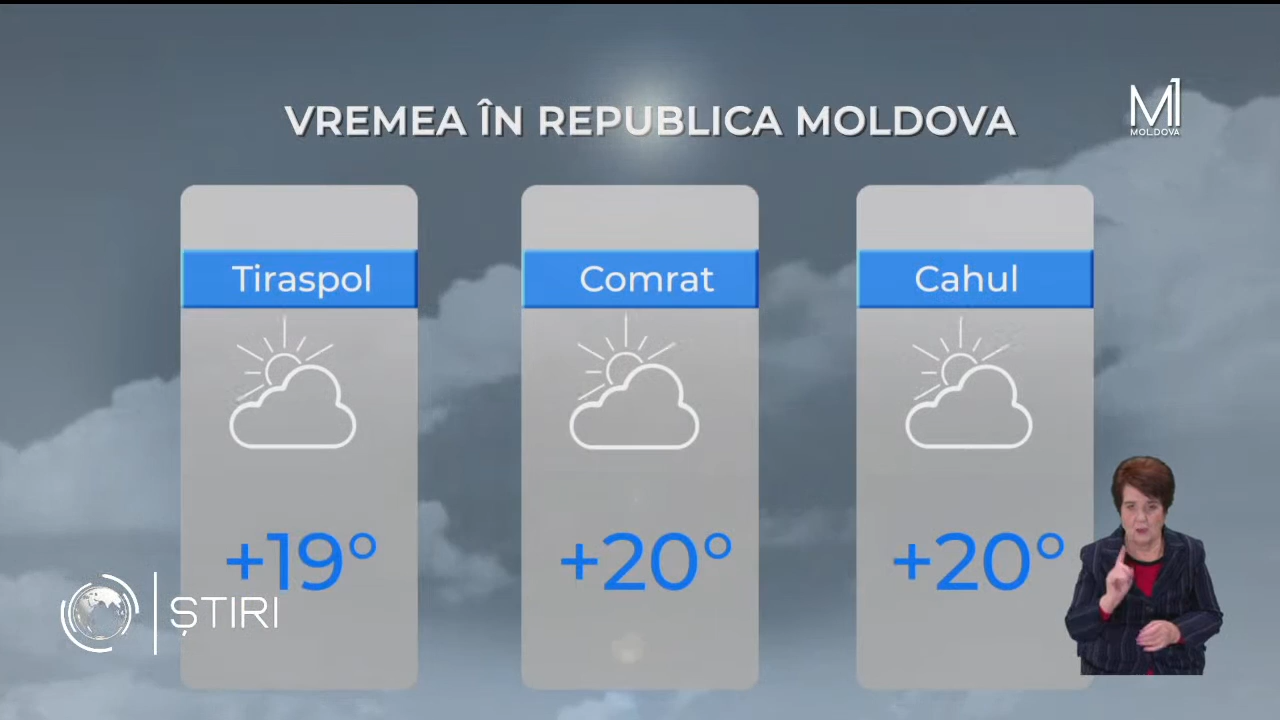 VREMEA ÎN REPUBLICA MOLDOVA
M1
MOLDOVA
Tiraspol
Comrat
Cahul
+19°
+20°
+20°
ȘTIRI